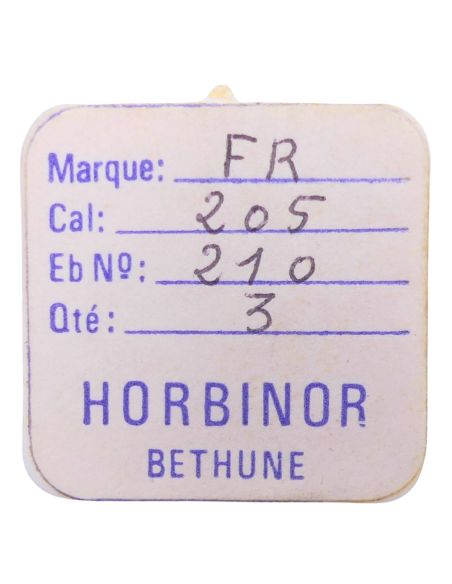 Marque: FR
Cal: 205
Eb Nº: 210
Qté: 3
HORBINOR
BETHUNE